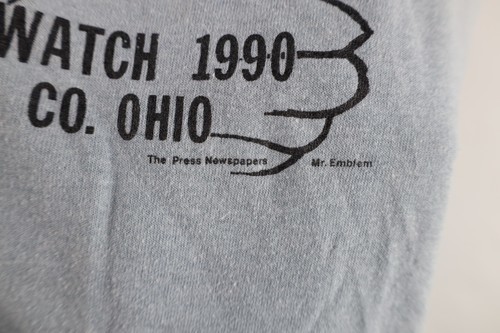 WATCH 1990
CO. OHIO
The Press Newspapers Mr. Emblem